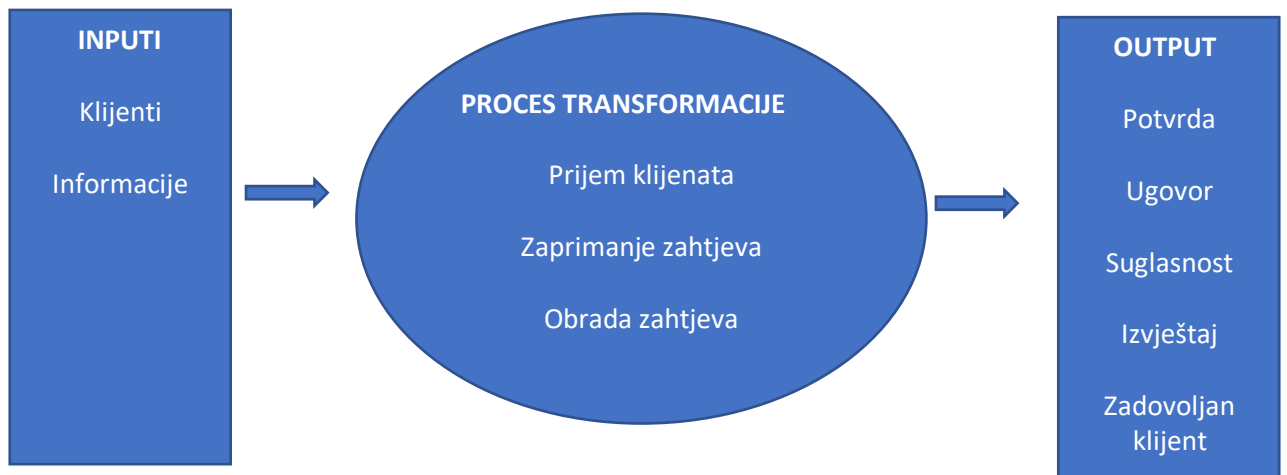 INPUTI
Klijenti
Informacije
PROCES TRANSFORMACIJE
Prijem klijenata
Zaprimanje zahtjeva
Obrada zahtjeva
OUTPUT
Potvrda
Ugovor
Suglasnost
Izvještaj
Zadovoljan
klijent